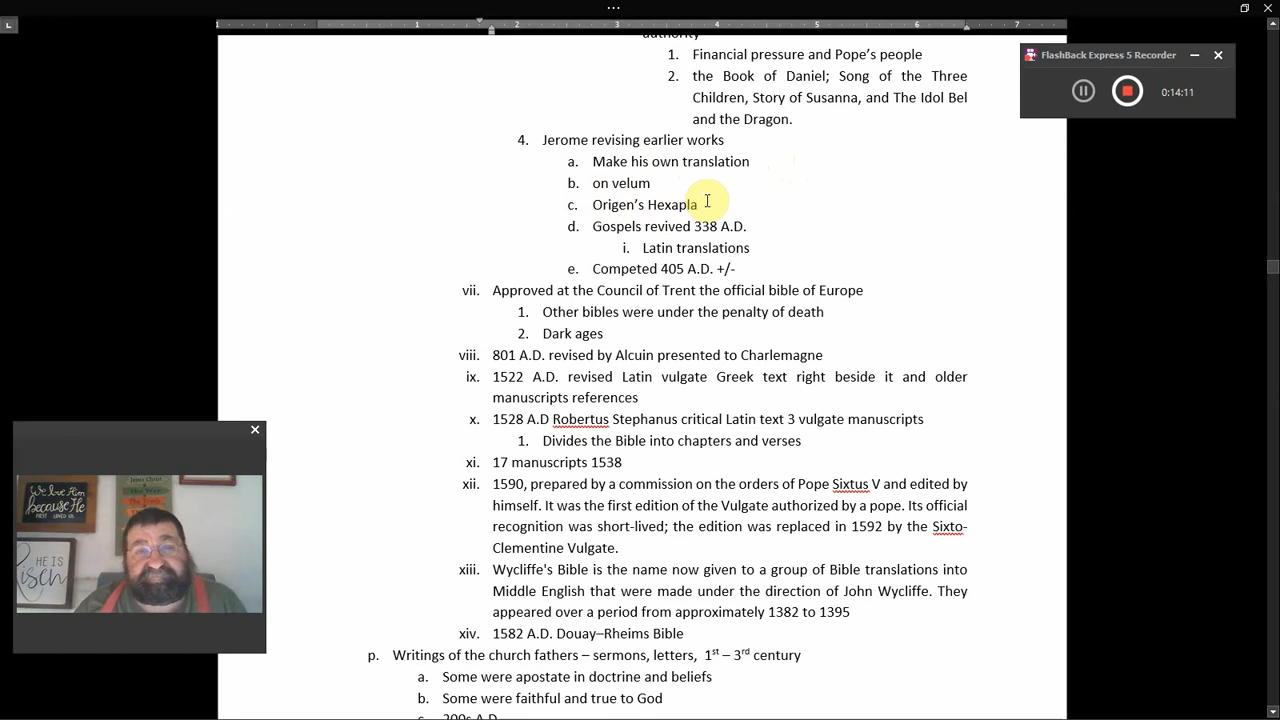 1 1 2 3 4 5 6 7
authority
FlashBack Express 5 Recorder
0:14:11
1. Financial pressure and Pope's people
2. the Book of Daniel; Song of the Three
Children, Story of Susanna, and The Idol Bel
and the Dragon.
4. Jerome revising earlier works
a. Make his own translation
b. on velum
c. Origen's Hexapla
d. Gospels revived 338 A.D.
i. Latin translations
e. Competed 405 A.D. +/-
vii. Approved at the Council of Trent the official bible of Europe
1. Other bibles were under the penalty of death
2. Dark ages
viii. 801 A.D. revised by Alcuin presented to Charlemagne
ix. 1522 A.D. revised Latin vulgate Greek text right beside it and older
manuscripts references
x. 1528 A.D Robertus Stephanus critical Latin text 3 vulgate manuscripts
1. Divides the Bible into chapters and verses
xi. 17 manuscripts 1538
xii. 1590, prepared by a commission on the orders of Pope Sixtus V and edited by
himself. It was the first edition of the Vulgate authorized by a pope. Its official
recognition was short-lived; the edition was replaced in 1592 by the Sixto-
Clementine Vulgate.
xiii. Wycliffe's Bible is the name now given to a group of Bible translations into
Middle English that were made under the direction of John Wycliffe. They
appeared over a period from approximately 1382 to 1395
xiv. 1582 A.D. Douay–Rheims Bible
p. Writings of the church fathers – sermons, letters, 1st – 3rd century
a. Some were apostate in doctrine and beliefs
b. Some were faithful and true to God
c. 200s A.D.
We love Him
because He
FIRST LOVED US
Jesus Christ
HE IS
Risen